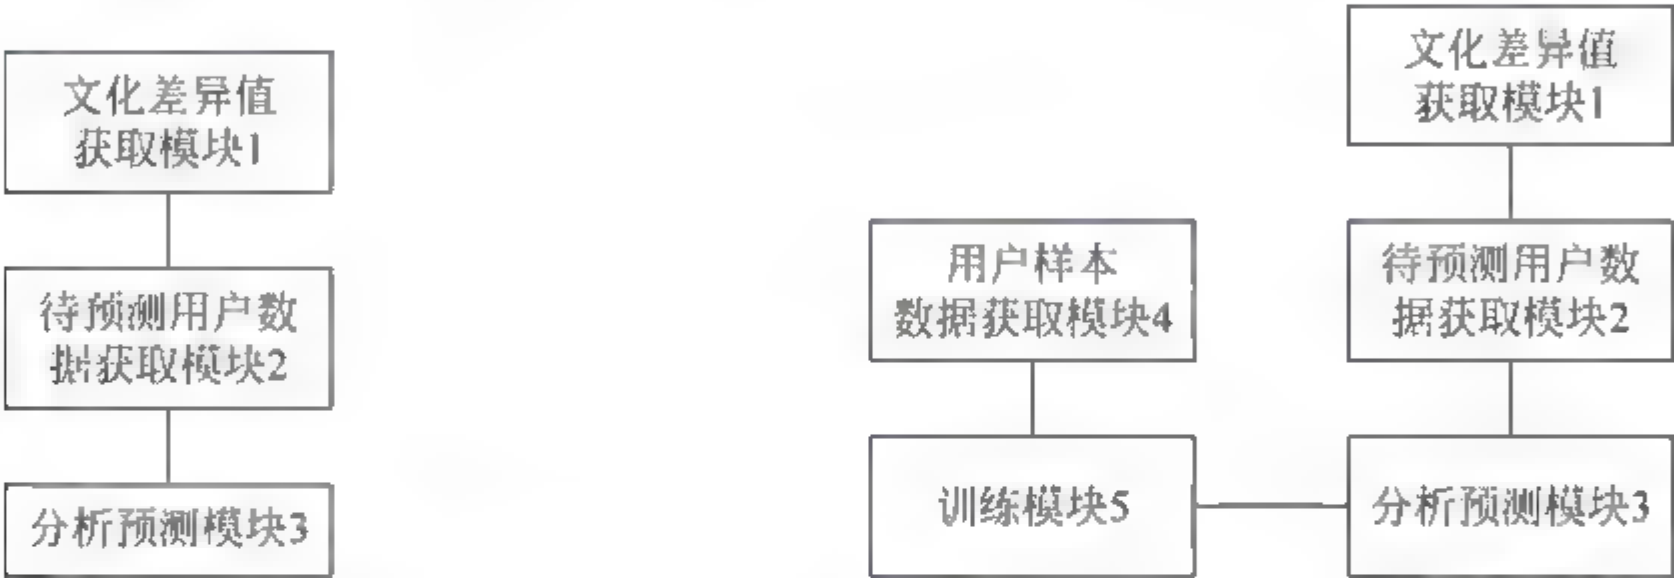 文化差异值
获取模块1
待预测用户数
据获取模块2
分析预测模块3
文化差异值
获取模块1
用户样本
数据获取模块4
待预测用户数
据获取模块2
训练模块5
分析预测模块3